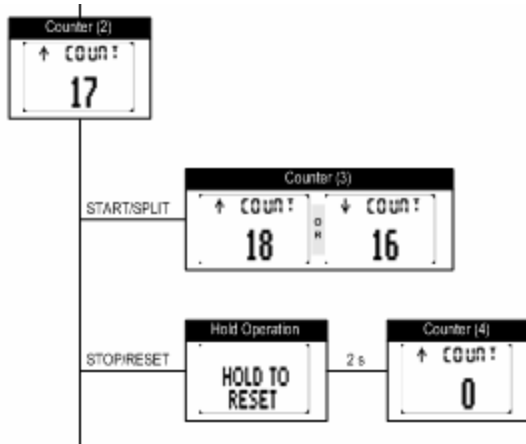 Counter (2)
↑ COUNT
17
Counter (3)
START/SPLIT
↑ COUNT
18
OR
↓ COUNT
16
Hold Operation
STOP/RESET
HOLD TO
RESET
2 s
Counter (4)
↑ COUNT
0